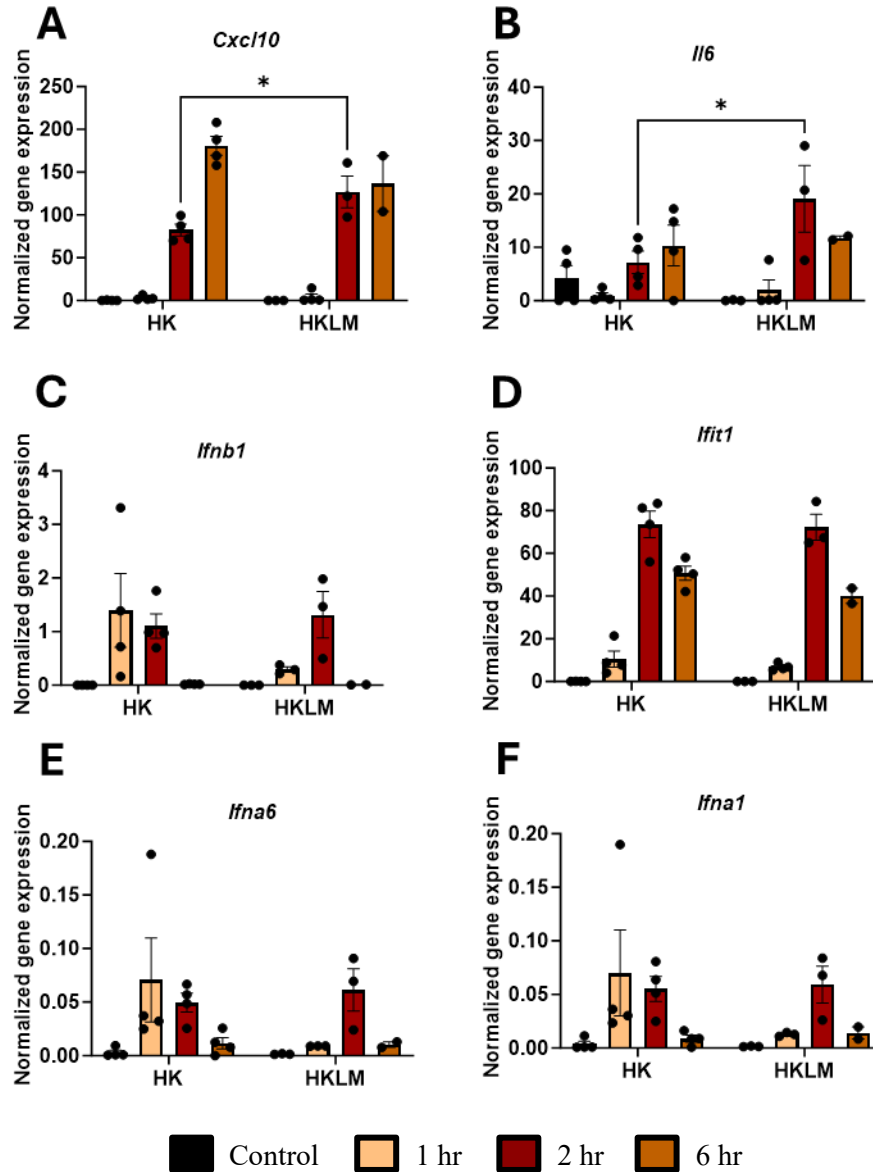 A
Cxcl10
Normalized gene expression
250
200
150
100
50
0
*
HK
HKLM
B
Il6
Normalized gene expression
40
30
20
10
0
*
HK
HKLM
C
Ifnb1
Normalized gene expression
4
3
2
1
0
HK
HKLM
D
Ifit1
Normalized gene expression
100
80
60
40
20
0
HK
HKLM
E
Ifna6
Normalized gene expression
0.20
0.15
0.10
0.05
0.00
HK
HKLM
F
Ifna1
Normalized gene expression
0.20
0.15
0.10
0.05
0.00
HK
HKLM
Control
1 hr
2 hr
6 hr